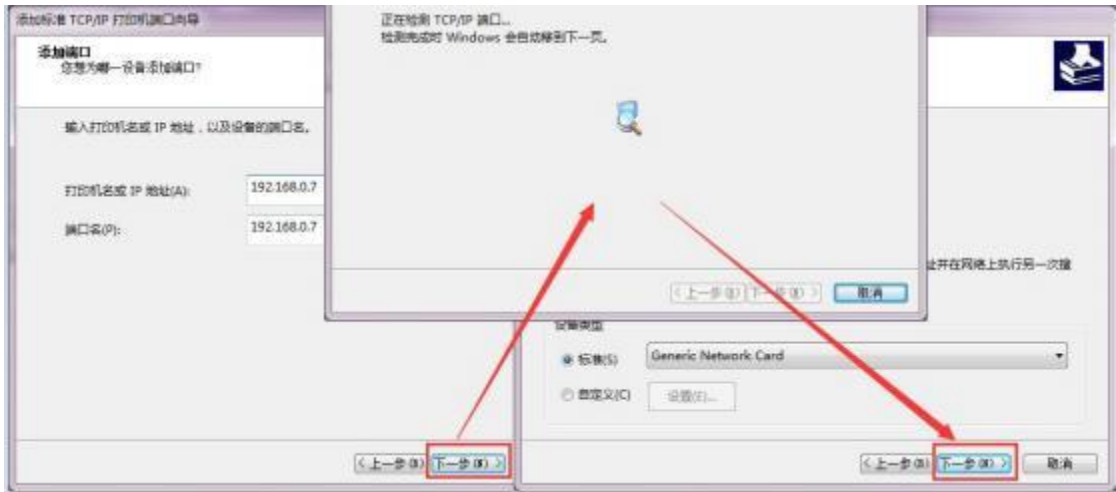 添加标准 TCP/IP 打印机端口向导
添加端口
您想为哪一设备添加端口?
输入打印机名或 IP 地址，以及设备的端口名。
打印机名或 IP 地址(A):
192.168.0.7
端口名(P):
192.168.0.7
<上一步(B)
下一步(N) >
正在检测 TCP/IP 端口...
检测完成时 Windows 会自动移到下一页。
<上一步(B)
下一步(N) >
取消
址并在网络上执行另一次搜
设备类型
标准(S)
Generic Network Card
自定义(C)
设置(E)...
<上一步(B)
下一步(N) >
取消